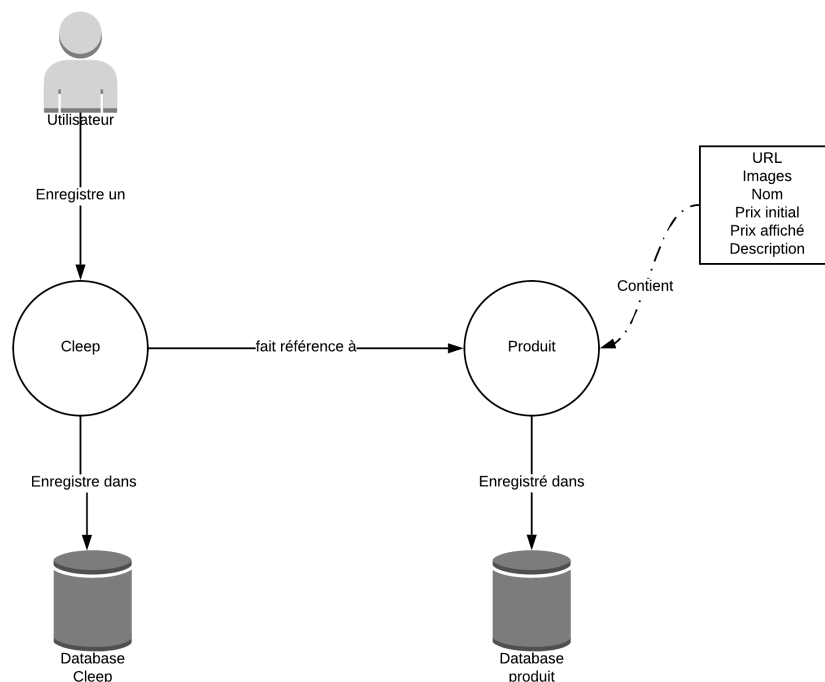 Utilisateur
Enregistre un
URL
Images
Nom
Prix initial
Prix affiché
Description
Contient
Cleep
fait référence à
Produit
Enregistre dans
Enregistré dans
Database
Cleep
Database
produit